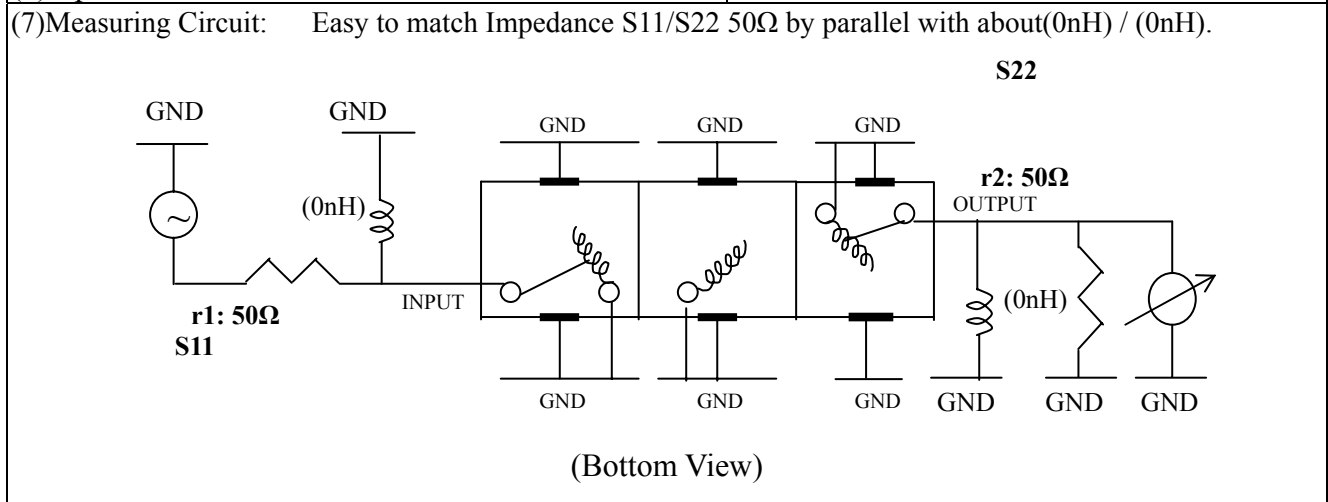 (7)Measuring Circuit: Easy to match Impedance S11/S22 50Ω by parallel with about(0nH) / (0nH).
S22
GND GND GND GND GND
r2: 50Ω
(0nH) OUTPUT
INPUT (0nH)
r1: 50Ω
S11
GND GND GND GND GND GND
(Bottom View)